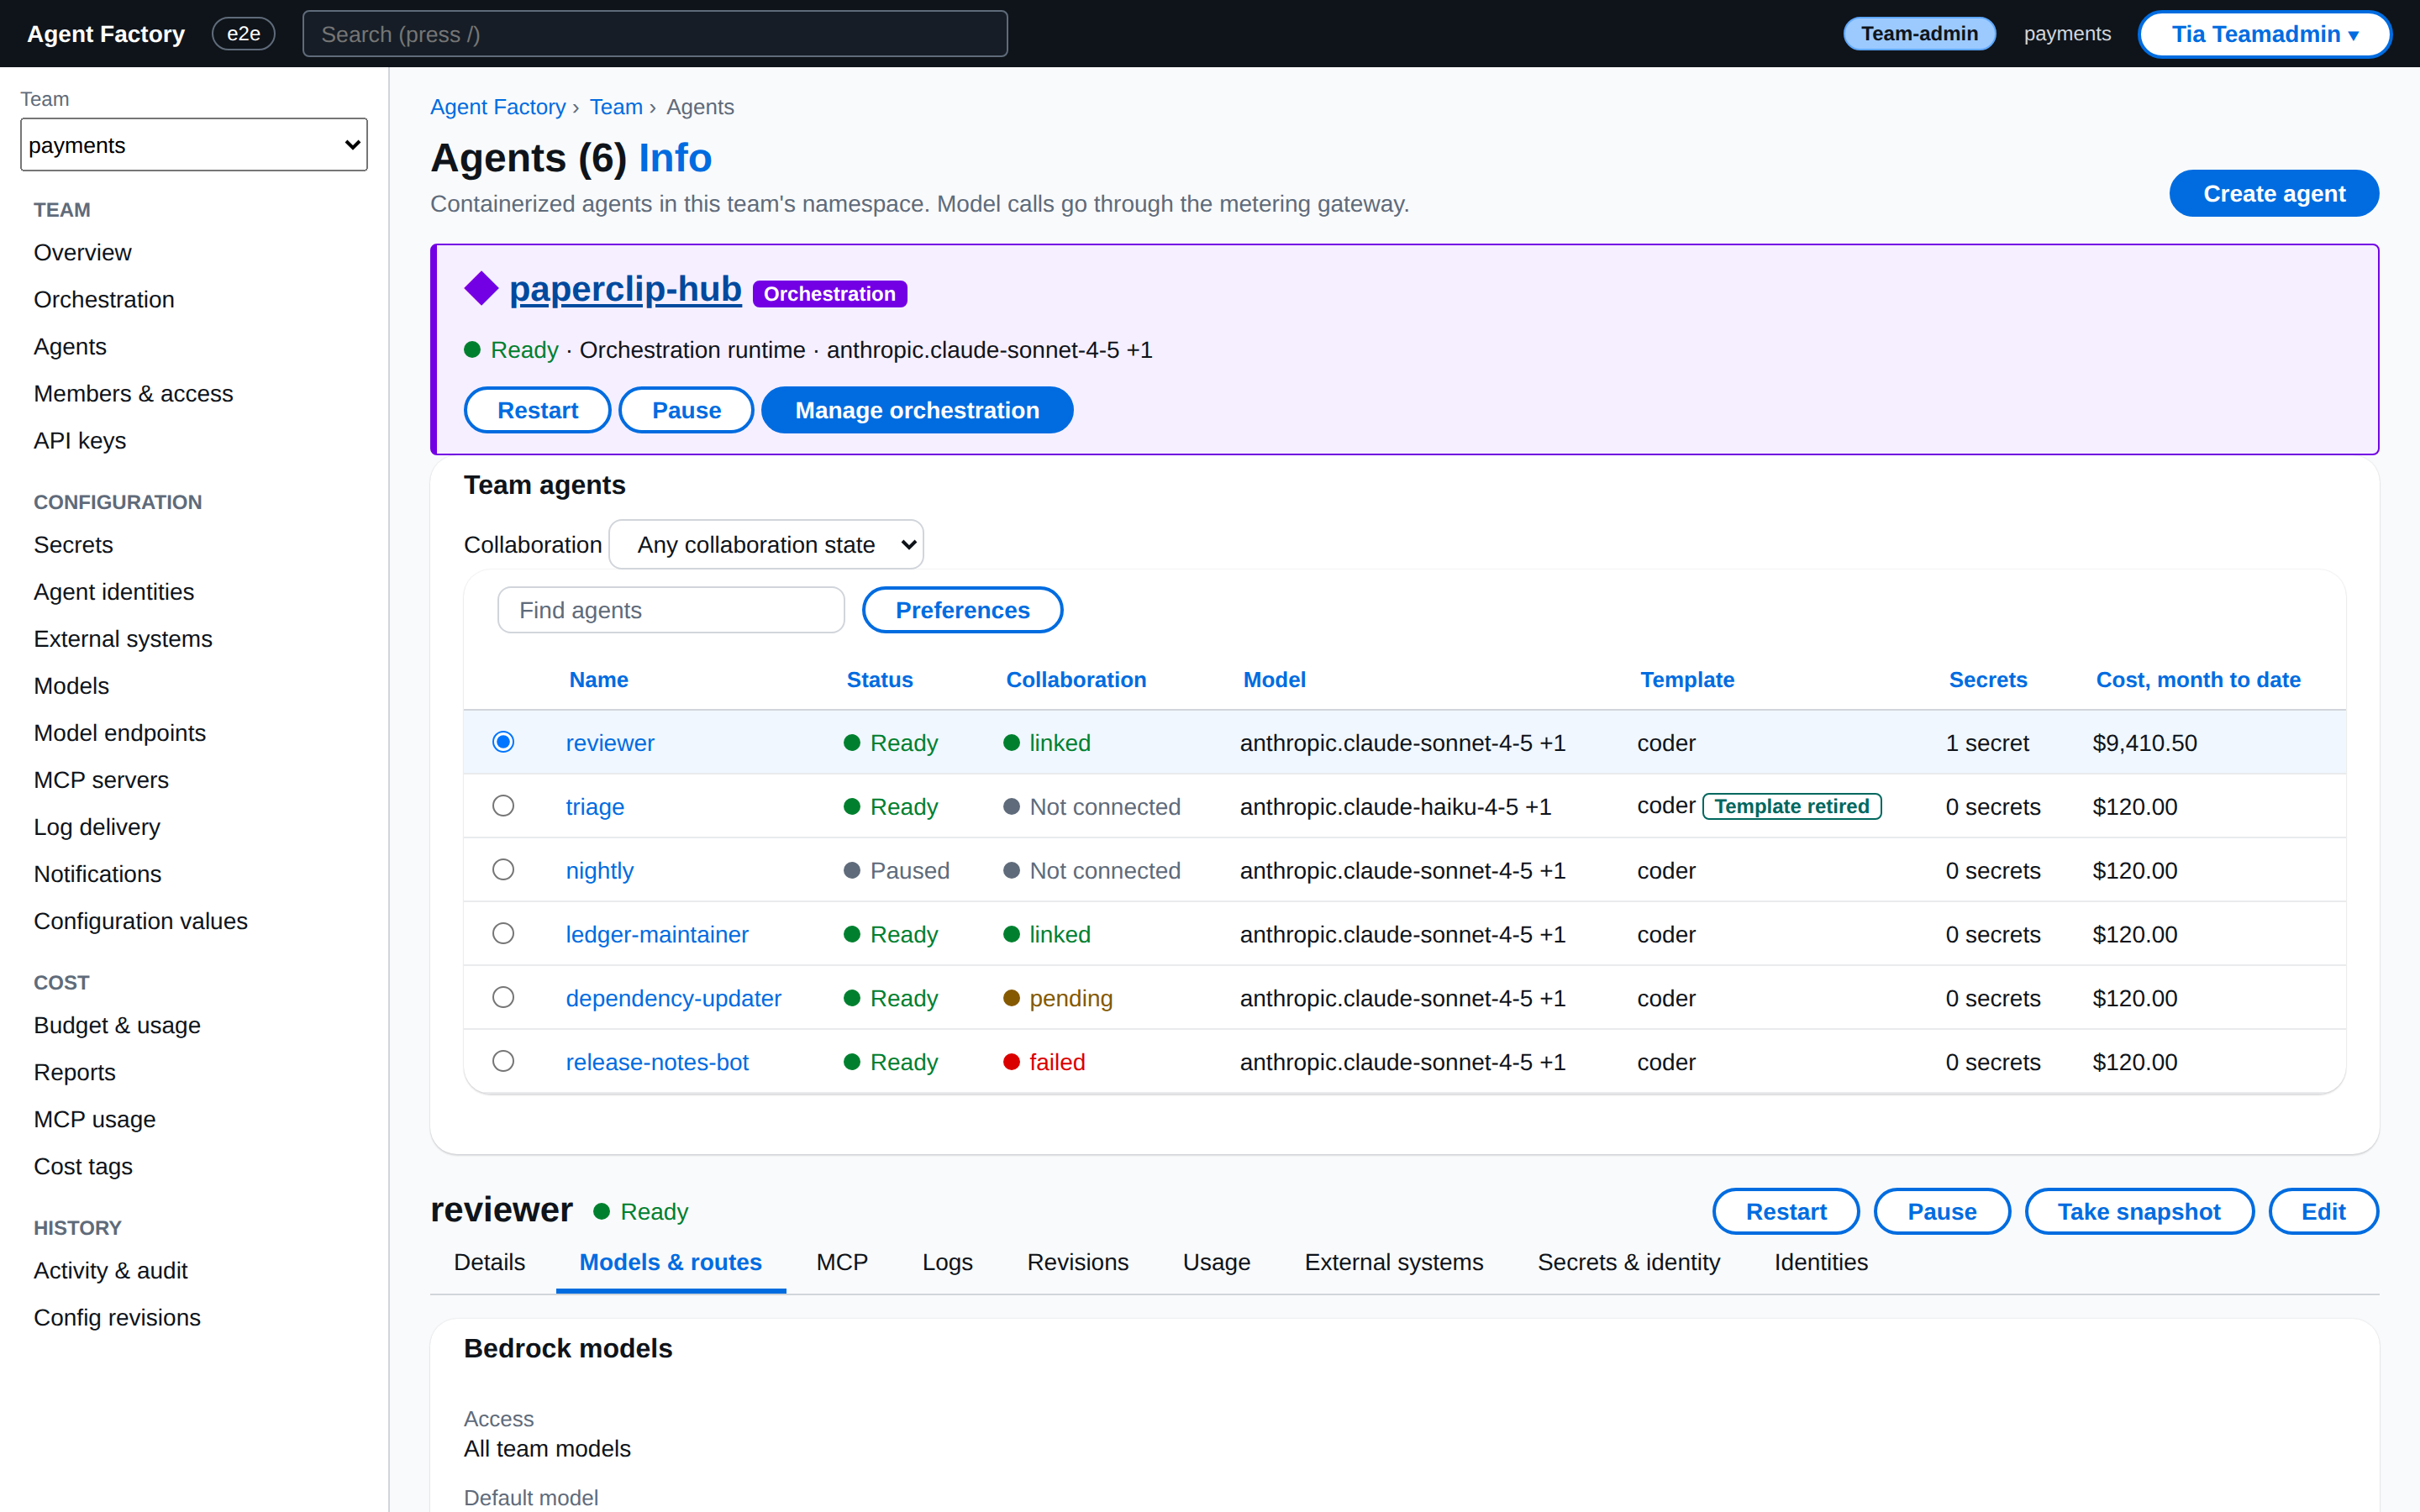 Agent Factory e2e Search (press /) Team-admin payments Tia Teamadmin ▾
Team
payments
TEAM
Overview
Orchestration
Agents
Members & access
API keys
CONFIGURATION
Secrets
Agent identities
External systems
Models
Model endpoints
MCP servers
Log delivery
Notifications
Configuration values
COST
Budget & usage
Reports
MCP usage
Cost tags
HISTORY
Activity & audit
Config revisions
Agent Factory › Team › Agents
Agents (6) Info
Containerized agents in this team's namespace. Model calls go through the metering gateway.
Create agent
paperclip-hub Orchestration
Ready · Orchestration runtime · anthropic.claude-sonnet-4-5 +1
Restart Pause Manage orchestration
Team agents
Collaboration Any collaboration state
Find agents Preferences
Name Status Collaboration Model Template Secrets Cost, month to date
reviewer Ready linked anthropic.claude-sonnet-4-5 +1 coder 1 secret $9,410.50
triage Ready Not connected anthropic.claude-haiku-4-5 +1 coder Template retired 0 secrets $120.00
nightly Paused Not connected anthropic.claude-sonnet-4-5 +1 coder 0 secrets $120.00
ledger-maintainer Ready linked anthropic.claude-sonnet-4-5 +1 coder 0 secrets $120.00
dependency-updater Ready pending anthropic.claude-sonnet-4-5 +1 coder 0 secrets $120.00
release-notes-bot Ready failed anthropic.claude-sonnet-4-5 +1 coder 0 secrets $120.00
reviewer Ready Restart Pause Take snapshot Edit
Details Models & routes MCP Logs Revisions Usage External systems Secrets & identity Identities
Bedrock models
Access
All team models
Default model